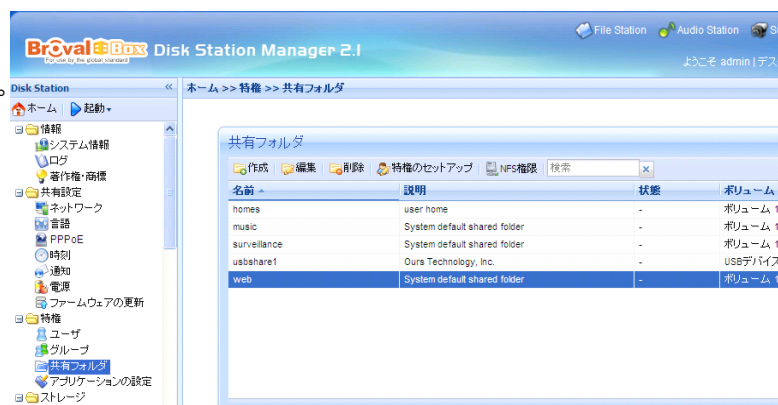 File Station Audio Station
Broval Box Disk Station Manager 2.1
For use by the global standard
ようこそ admin | デス
Disk Station «
ホーム >> 特権 >> 共有フォルダ
ホーム 起動
情報
システム情報
ログ
著作権・商標
共有設定
ネットワーク
言語
PPPoE
時刻
通知
電源
ファームウェアの更新
特権
ユーザ
グループ
共有フォルダ
アプリケーションの設定
ストレージ
共有フォルダ
作成 編集 削除 特権のセットアップ NFS権限 検索
名前 説明 状態 ボリューム
homes user home - ボリューム 1
music System default shared folder - ボリューム 1
surveillance System default shared folder - ボリューム 1
usbshare1 Ours Technology, Inc. - USBデバイス
web System default shared folder - ボリューム 1